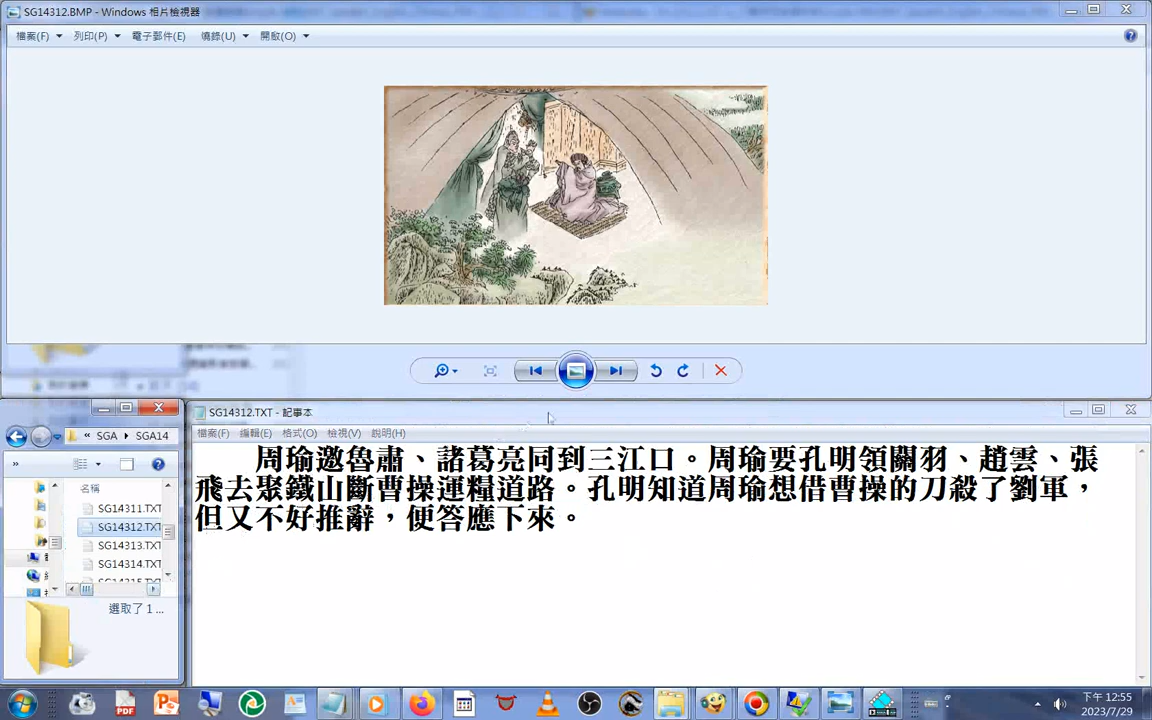 SG14312.BMP - Windows 相片檢視器
檔案(F) 列印(P) 電子郵件(E) 燒錄(U) 開啟(O)
SG14312.TXT - 記事本
« SGA ▸ SGA14
檔案(F) 編輯(E) 格式(O) 檢視(V) 說明(H)
周瑜邀魯肅、諸葛亮同到三江口。周瑜要孔明領關羽、趙雲、張
飛去聚鐵山斷曹操運糧道路。孔明知道周瑜想借曹操的刀殺了劉軍，
但又不好推辭，便答應下來。
»
名稱
SG14311.TXT
SG14312.TXT
SG14313.TXT
SG14314.TXT
SG14315.TXT
選取了 1 ...
PDF
下午 12:55
2023/7/29